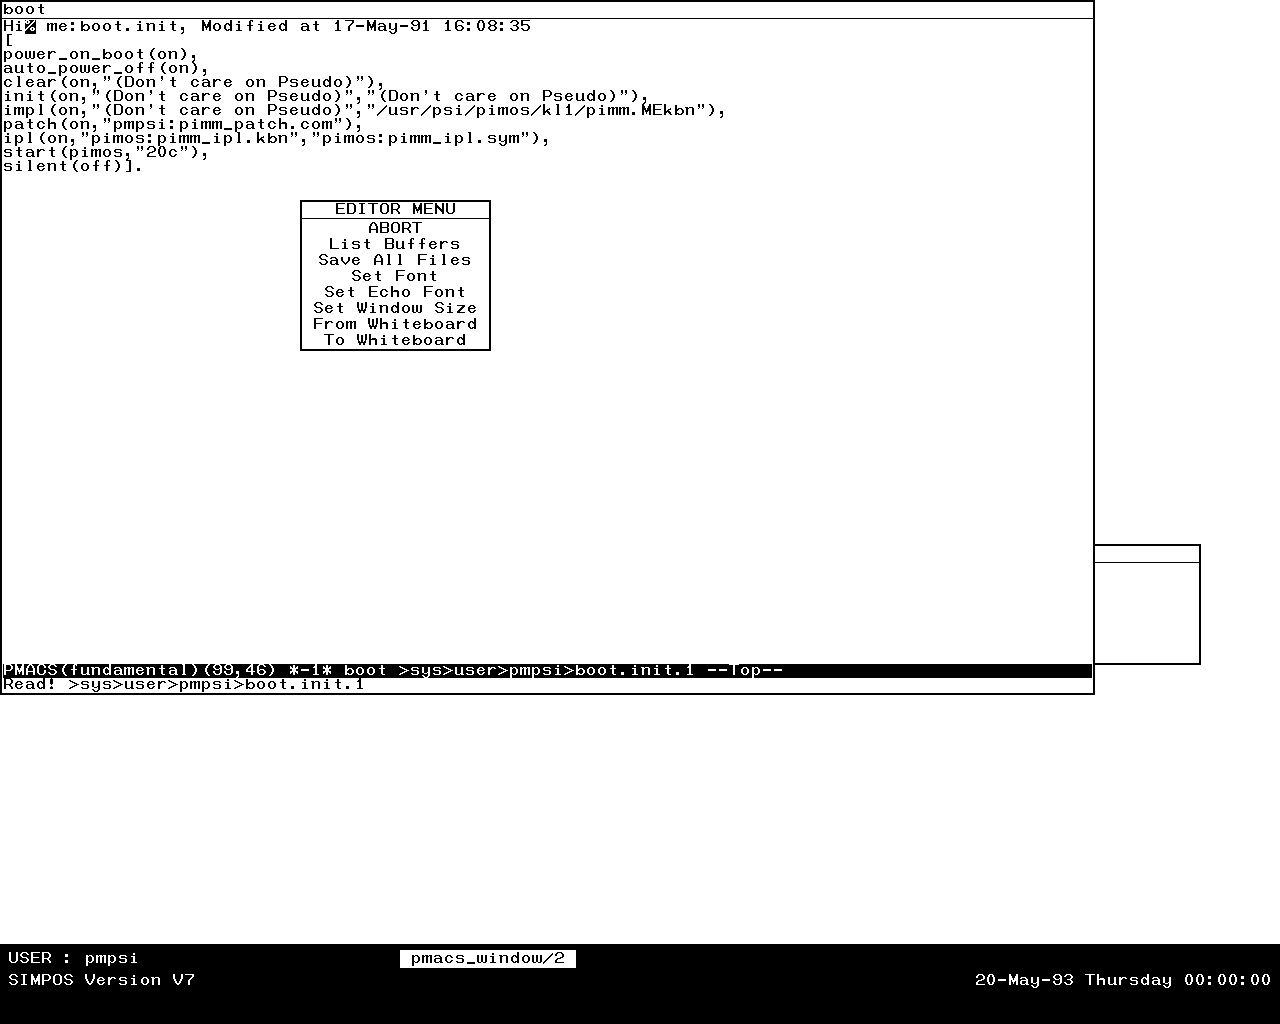 boot
Hi% me:boot.init, Modified at 17-May-91 16:08:35
[
power_on_boot(on),
auto_power_off(on),
clear(on,"(Don't care on Pseudo)"),
init(on,"(Don't care on Pseudo)","(Don't care on Pseudo)"),
impl(on,"(Don't care on Pseudo)","/usr/psi/pimos/kl1/pimm.MEkbn"),
patch(on,"pmpsi:pimm_patch.com"),
ipl(on,"pimos:pimm_ipl.kbn","pimos:pimm_ipl.sym"),
start(pimos,"20c"),
silent(off)].
EDITOR MENU
ABORT
List Buffers
Save All Files
Set Font
Set Echo Font
Set Window Size
From Whiteboard
To Whiteboard
PMACS(fundamental)(99,46) *-1* boot >sys>user>pmpsi>boot.init.1 --Top--
Read! >sys>user>pmpsi>boot.init.1
USER : pmpsi
pmacs_window/2
SIMPOS Version V7
20-May-93 Thursday 00:00:00